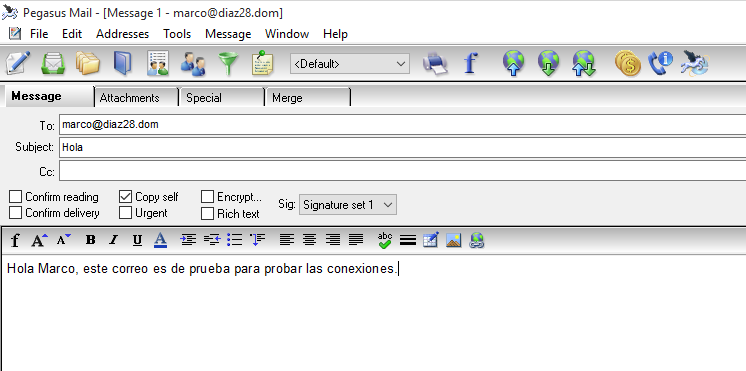 Pegasus Mail - [Message 1 - marco@diaz28.dom]
File Edit Addresses Tools Message Window Help
<Default>
Message Attachments Special Merge
To: marco@diaz28.dom
Subject: Hola
Cc:
Confirm reading Copy self Encrypt... Sig: Signature set 1
Confirm delivery Urgent Rich text
f A A B I U A abc
Hola Marco, este correo es de prueba para probar las conexiones.